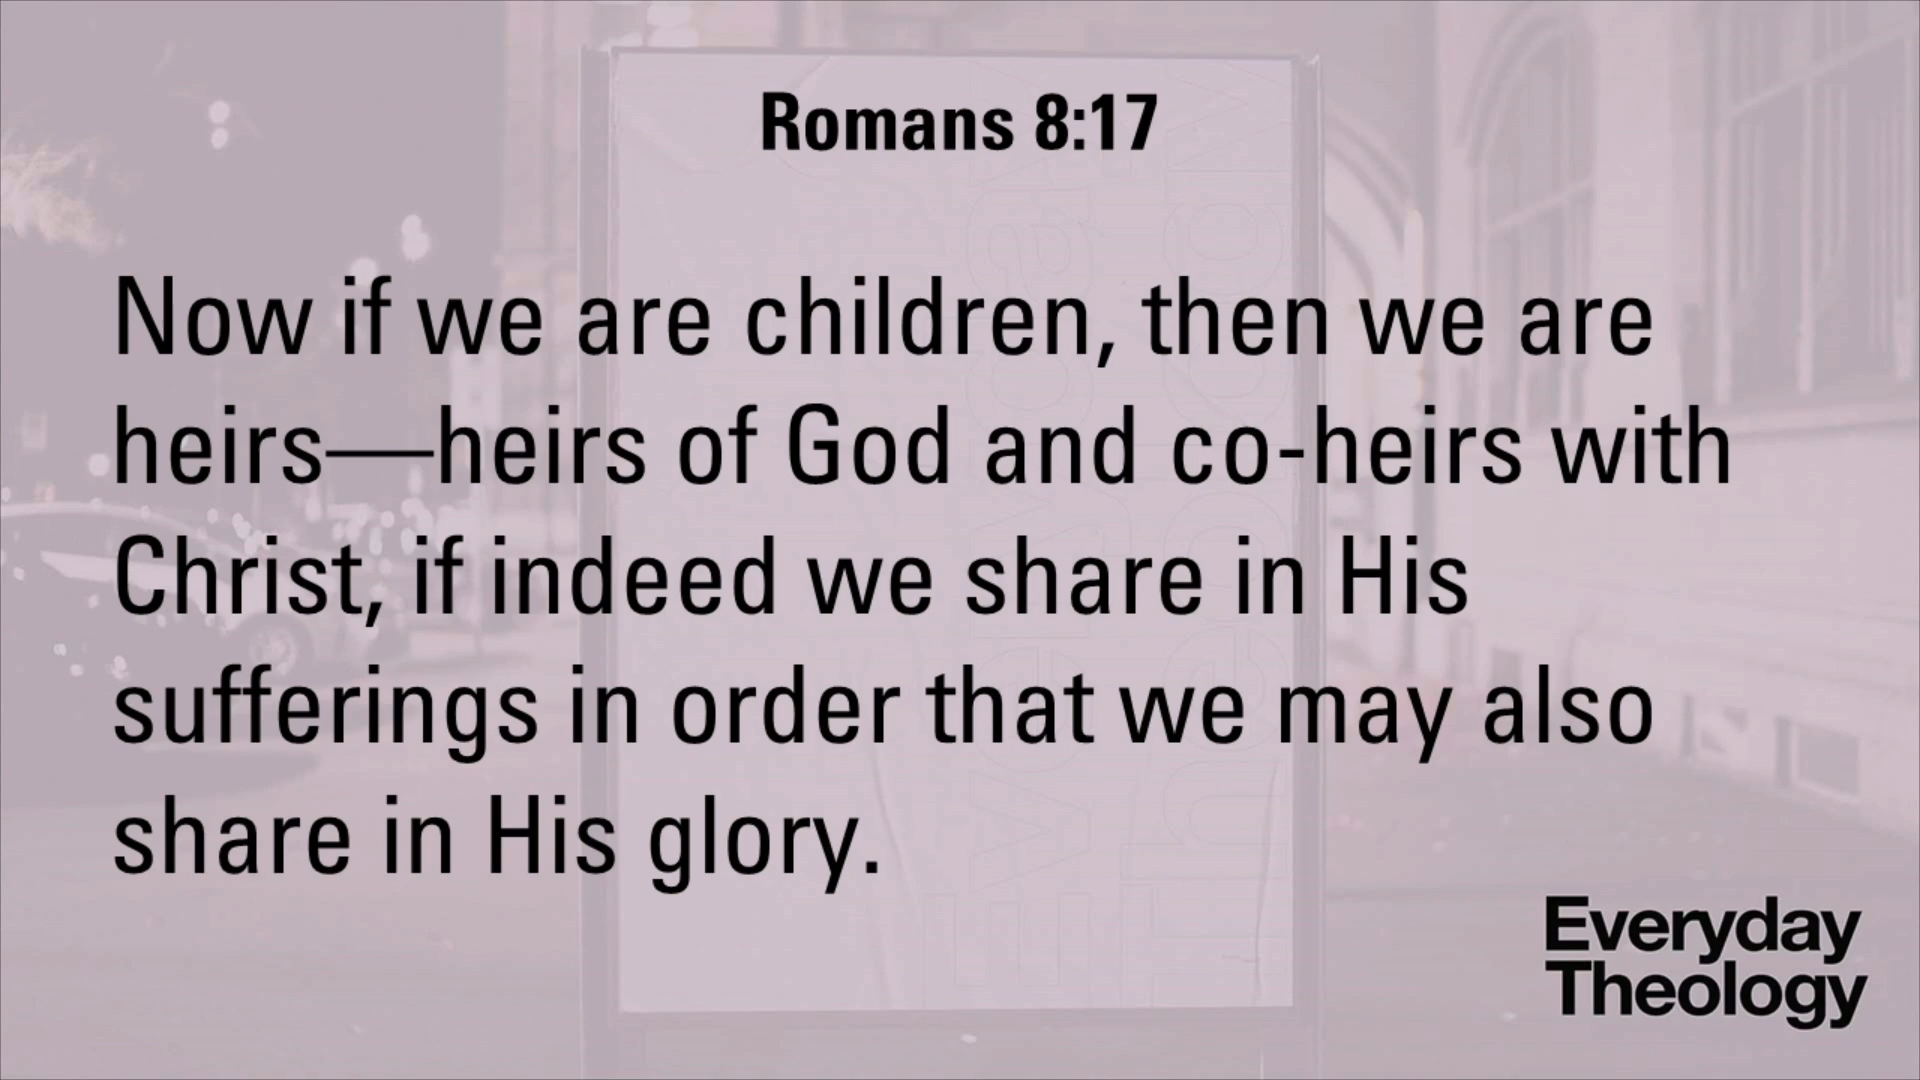 Romans 8:17
Now if we are children, then we are
heirs—heirs of God and co-heirs with
Christ, if indeed we share in His
sufferings in order that we may also
share in His glory.
Everyday
Theology